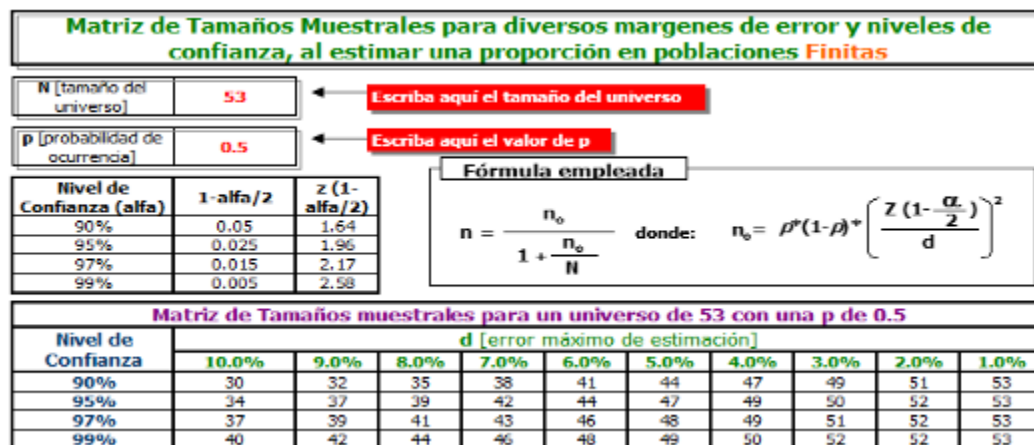 Matriz de Tamaños Muestrales para diversos margenes de error y niveles de
confianza, al estimar una proporción en poblaciones Finitas
N [tamaño del
universo]
53
Escriba aquí el tamaño del universo
p [probabilidad de
ocurrencia]
0.5
Escriba aquí el valor de p
Nivel de
Confianza (alfa)
1-alfa/2
z (1-
alfa/2)
90% 0.05 1.64
95% 0.025 1.96
97% 0.015 2.17
99% 0.005 2.58
Fórmula empleada
n = n₀ / (1 + n₀/N) donde: n₀ = p*(1-p)* (Z (1-α/2) / d)²
Matriz de Tamaños muestrales para un universo de 53 con una p de 0.5
Nivel de
Confianza
d [error máximo de estimación]
10.0% 9.0% 8.0% 7.0% 6.0% 5.0% 4.0% 3.0% 2.0% 1.0%
90% 30 32 35 38 41 44 47 49 51 53
95% 34 37 39 42 44 47 49 50 52 53
97% 37 39 41 43 46 48 49 51 52 53
99% 40 42 44 46 48 49 50 52 52 53